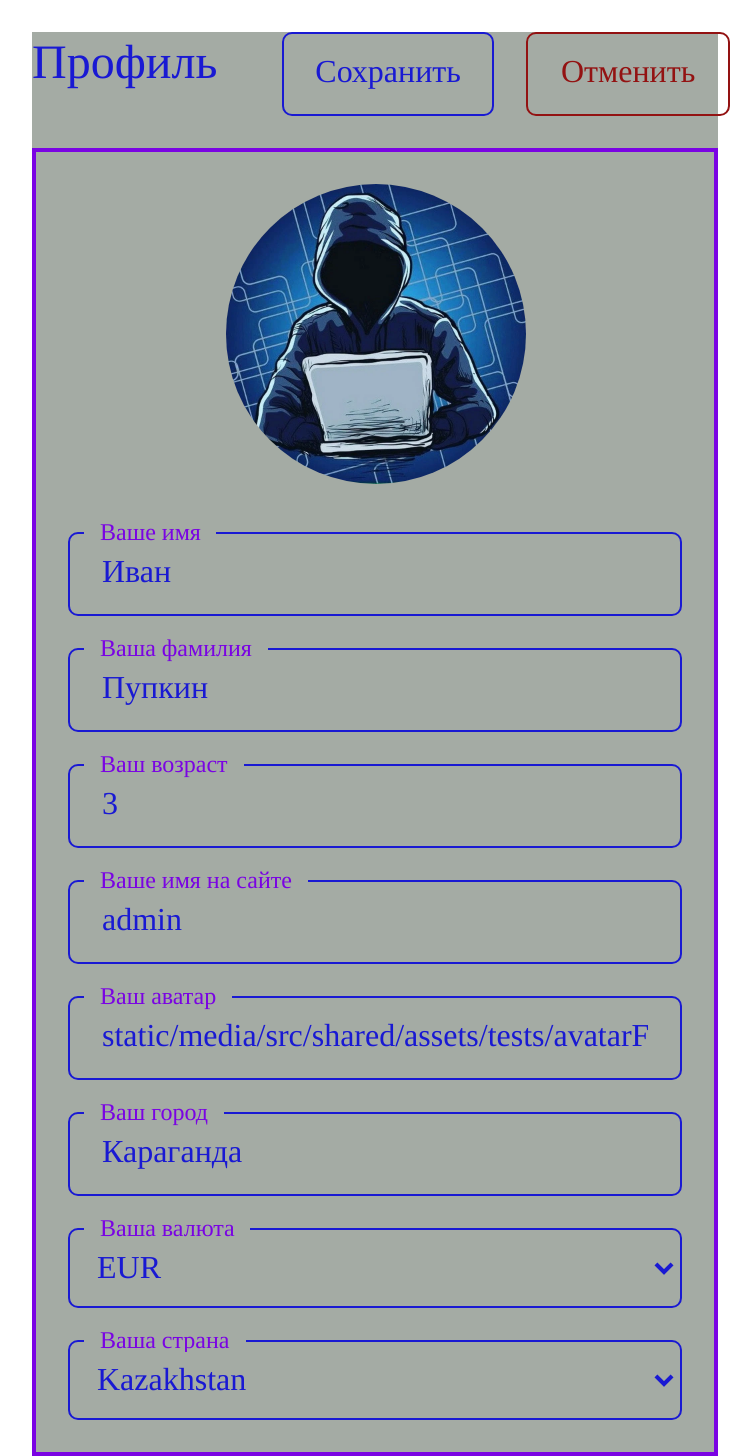 Профиль
Сохранить
Отменить
Ваше имя
Иван
Ваша фамилия
Пупкин
Ваш возраст
3
Ваше имя на сайте
admin
Ваш аватар
static/media/src/shared/assets/tests/avatarF
Ваш город
Караганда
Ваша валюта
EUR
Ваша страна
Kazakhstan